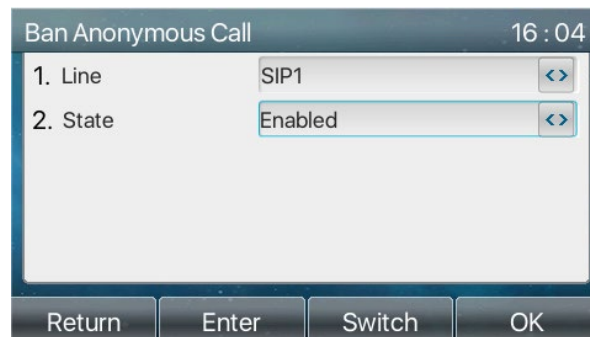 Ban Anonymous Call 16:04
1. Line SIP1 <>
2. State Enabled <>
Return Enter Switch OK